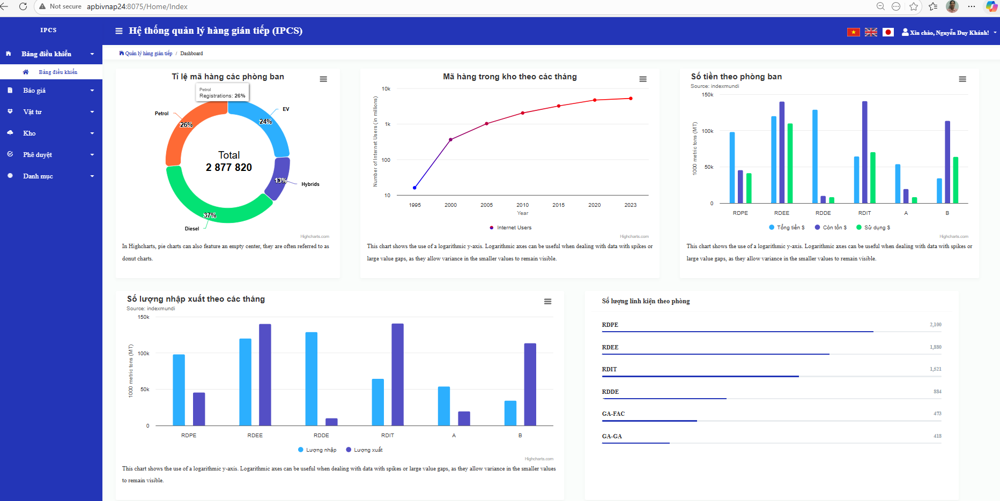 Not secure apbivnap24:8075/Home/Index
IPCS
Hệ thống quản lý hàng gián tiếp (IPCS)
Xin chào, Nguyễn Duy Khánh!
Bảng điều khiển
Bảng điều khiển
Báo giá
Vật tư
Kho
Phê duyệt
Danh mục
Quản lý hàng gián tiếp / Dashboard
Tỉ lệ mã hàng các phòng ban
Petrol
Registrations: 26%
Petrol
EV
26%
24%
Total
2 877 820
13%
Hybrids
37%
Diesel
Highcharts.com
In Highcharts, pie charts can also feature an empty center, they are often referred to as
donut charts.
Mã hàng trong kho theo các tháng
Number of Internet Users (in millions)
10k
1k
100
10
1995 2000 2005 2010 2015 2020 2023
Year
Internet Users
Highcharts.com
This chart shows the use of a logarithmic y-axis. Logarithmic axes can be useful when dealing with data with spikes or
large value gaps, as they allow variance in the smaller values to remain visible.
Số tiền theo phòng ban
Source: indexmundi
1000 metric tons (MT)
150k
100k
50k
0
RDPE RDEE RDDE RDIT A B
Tổng tiền $ Còn tồn $ Sử dụng $
Highcharts.com
This chart shows the use of a logarithmic y-axis. Logarithmic axes can be useful when dealing with data with spikes or
large value gaps, as they allow variance in the smaller values to remain visible.
Số lượng nhập xuất theo các tháng
Source: indexmundi
1000 metric tons (MT)
150k
100k
50k
0
RDPE RDEE RDDE RDIT A B
Lượng nhập Lượng xuất
Highcharts.com
This chart shows the use of a logarithmic y-axis. Logarithmic axes can be useful when dealing with data with spikes or large value gaps, as they allow variance in the smaller values
to remain visible.
Số lượng linh kiện theo phòng
RDPE 2,100
RDEE 1,880
RDIT 1,521
RDDE 884
GA-FAC 473
GA-GA 418